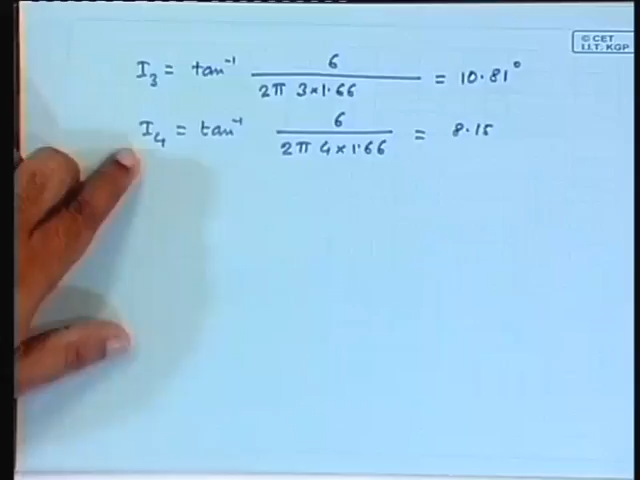 © CET
I.I.T. KGP
I₃ = tan⁻¹ 6 / 2π 3×1.66 = 10.81°
I₄ = tan⁻¹ 6 / 2π 4×1.66 = 8.15